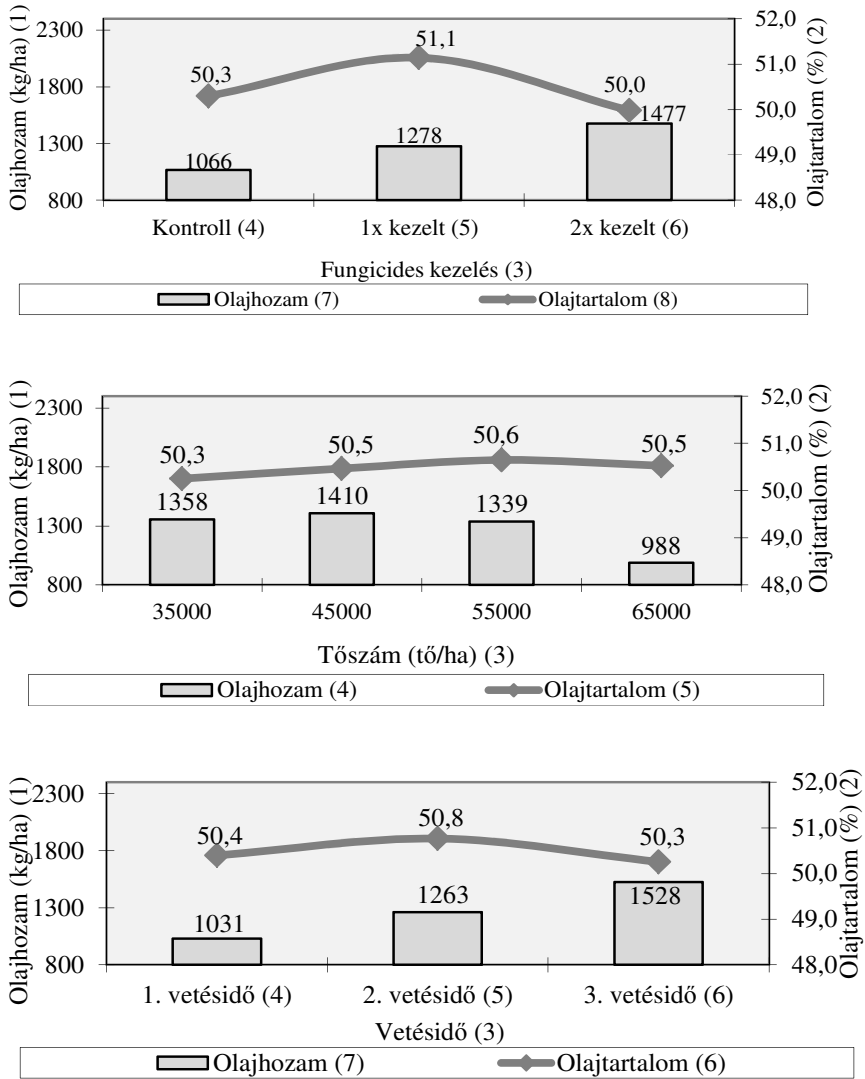 Olajhozam (kg/ha) (1)
Olajtartalom (%) (2)
2300
1800
1300
800
52,0
51,0
50,0
49,0
48,0
50,3
51,1
50,0
1066
1278
1477
Kontroll (4)
1x kezelt (5)
2x kezelt (6)
Fungicides kezelés (3)
Olajhozam (7)
Olajtartalom (8)
Olajhozam (kg/ha) (1)
Olajtartalom (%) (2)
2300
1800
1300
800
52,0
51,0
50,0
49,0
48,0
50,3
50,5
50,6
50,5
1358
1410
1339
988
35000
45000
55000
65000
Tőszám (tő/ha) (3)
Olajhozam (4)
Olajtartalom (5)
Olajhozam (kg/ha) (1)
Olajtartalom (%) (2)
2300
1800
1300
800
52,0
51,0
50,0
49,0
48,0
50,4
50,8
50,3
1031
1263
1528
1. vetésidő (4)
2. vetésidő (5)
3. vetésidő (6)
Vetésidő (3)
Olajhozam (7)
Olajtartalom (6)